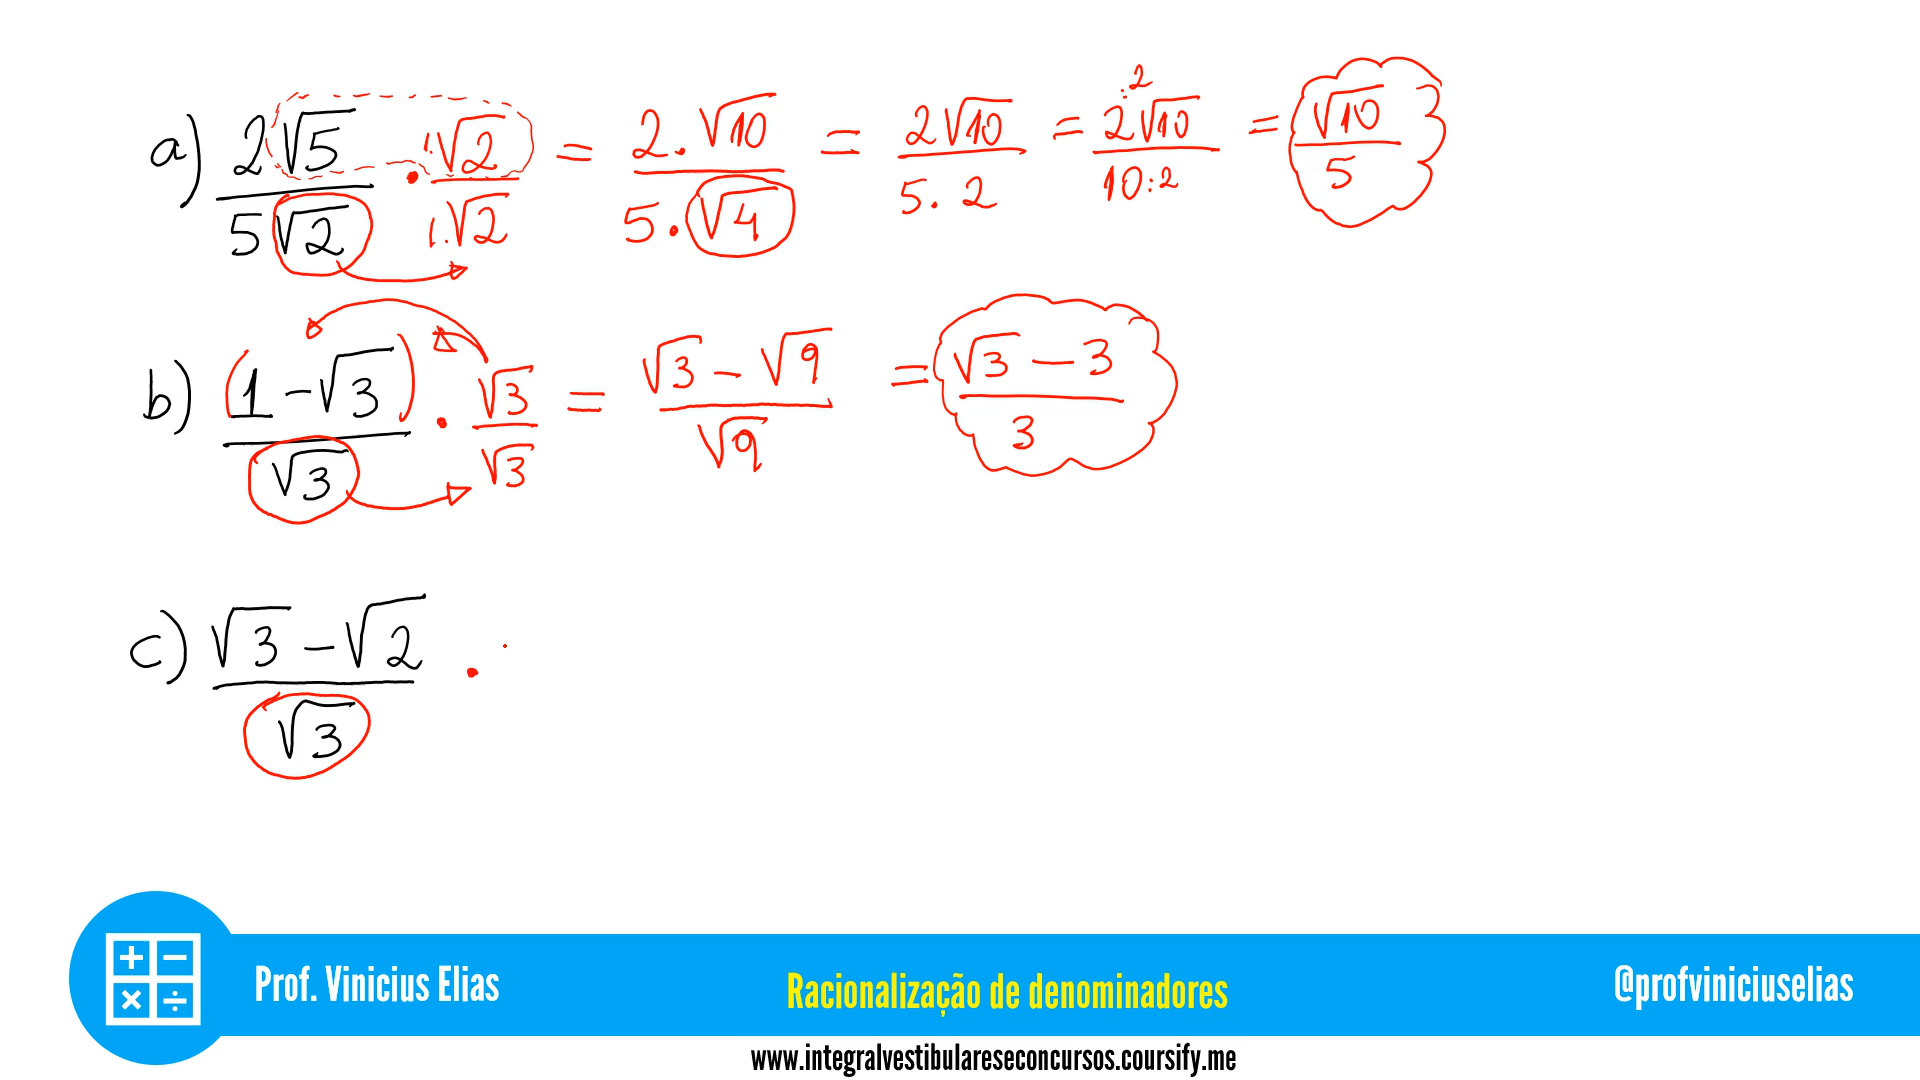 a) 2√5 / 5√2 · 1.√2 / 1.√2 = 2.√10 / 5.√4 = 2√10 / 5.2 = 2:2√10 / 10:2 = √10 / 5
b) (1-√3) / √3 · √3 / √3 = √3-√9 / √9 = √3-3 / 3
c) √3-√2 / √3 ·
Prof. Vinicius Elias
Racionalização de denominadores
@profviniciuselias
www.integralvestibulareseconcursos.coursify.me